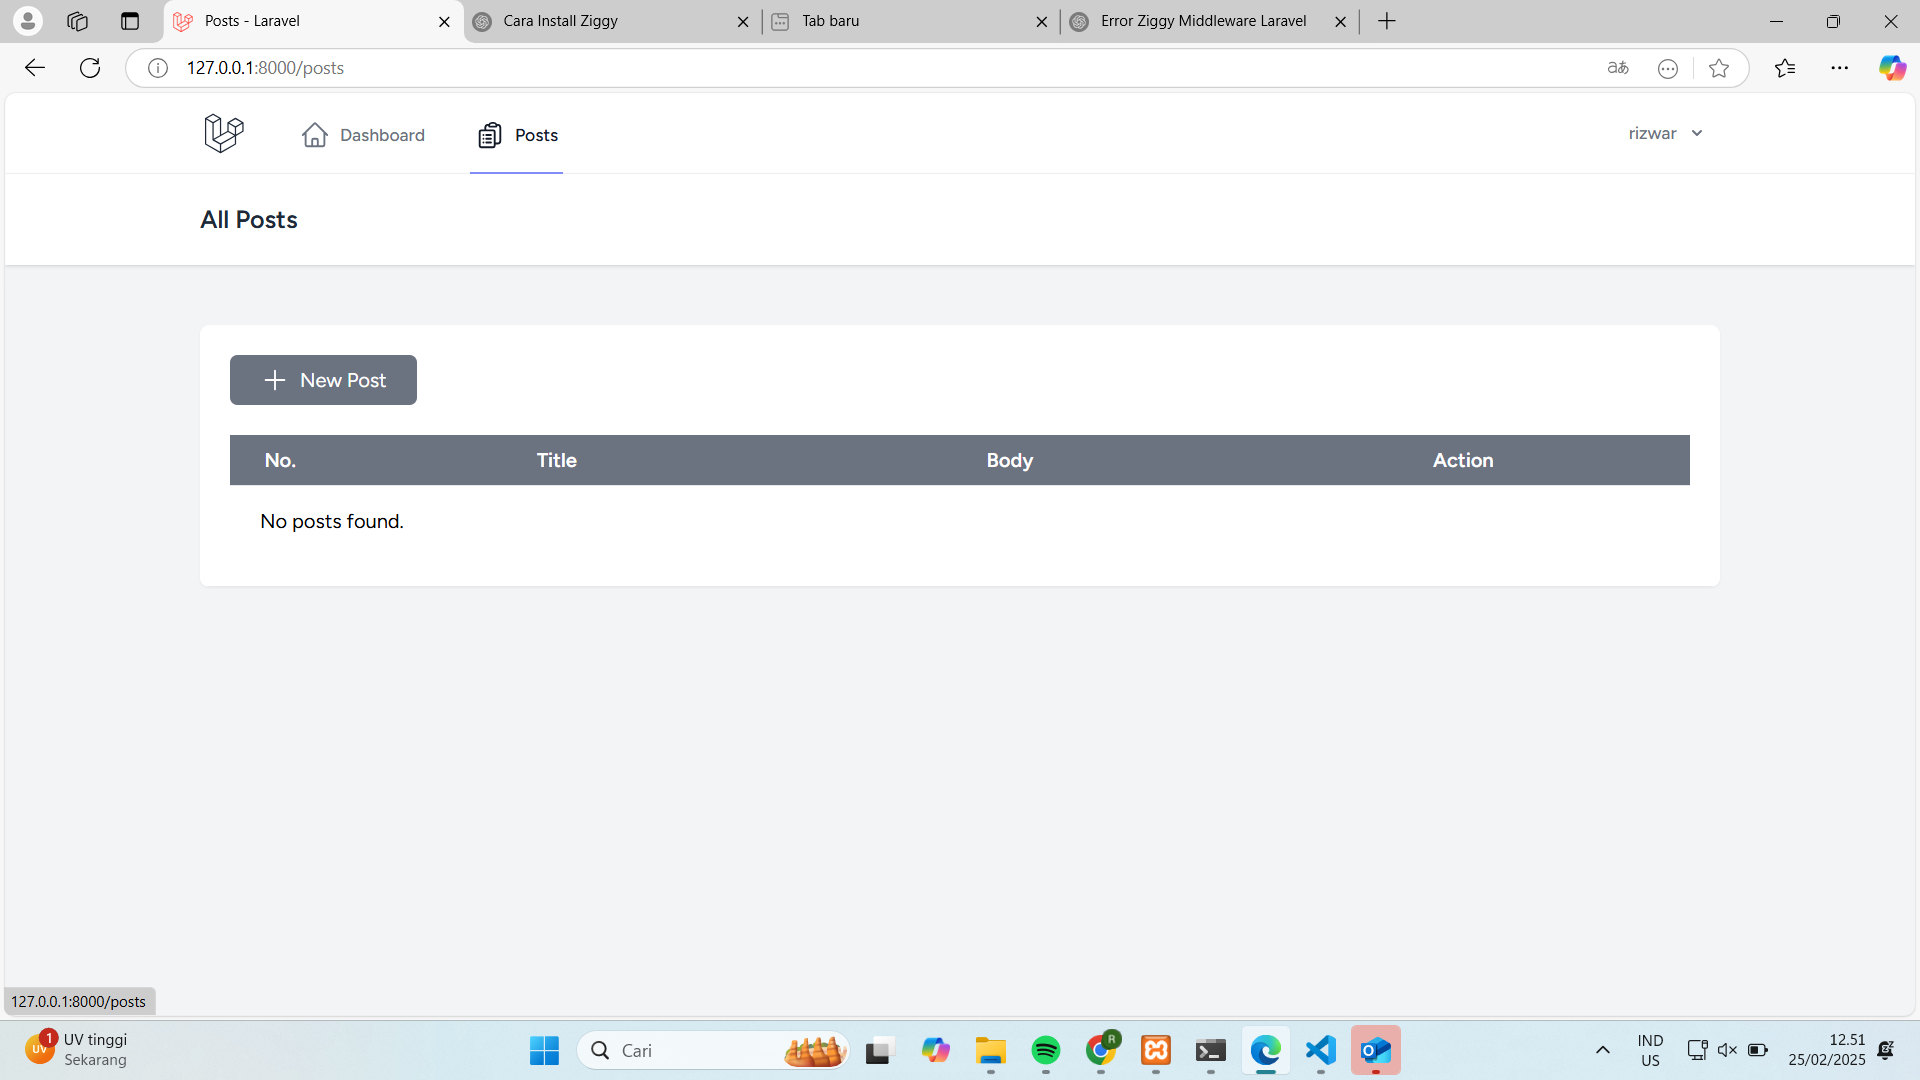 Posts - Laravel
Cara Install Ziggy
Tab baru
Error Ziggy Middleware Laravel
127.0.0.1:8000/posts
aあ
Dashboard
Posts
rizwar
All Posts
New Post
No. Title Body Action
No posts found.
127.0.0.1:8000/posts
1
UV
UV tinggi
Sekarang
Cari
R
IND
US
12.51
25/02/2025